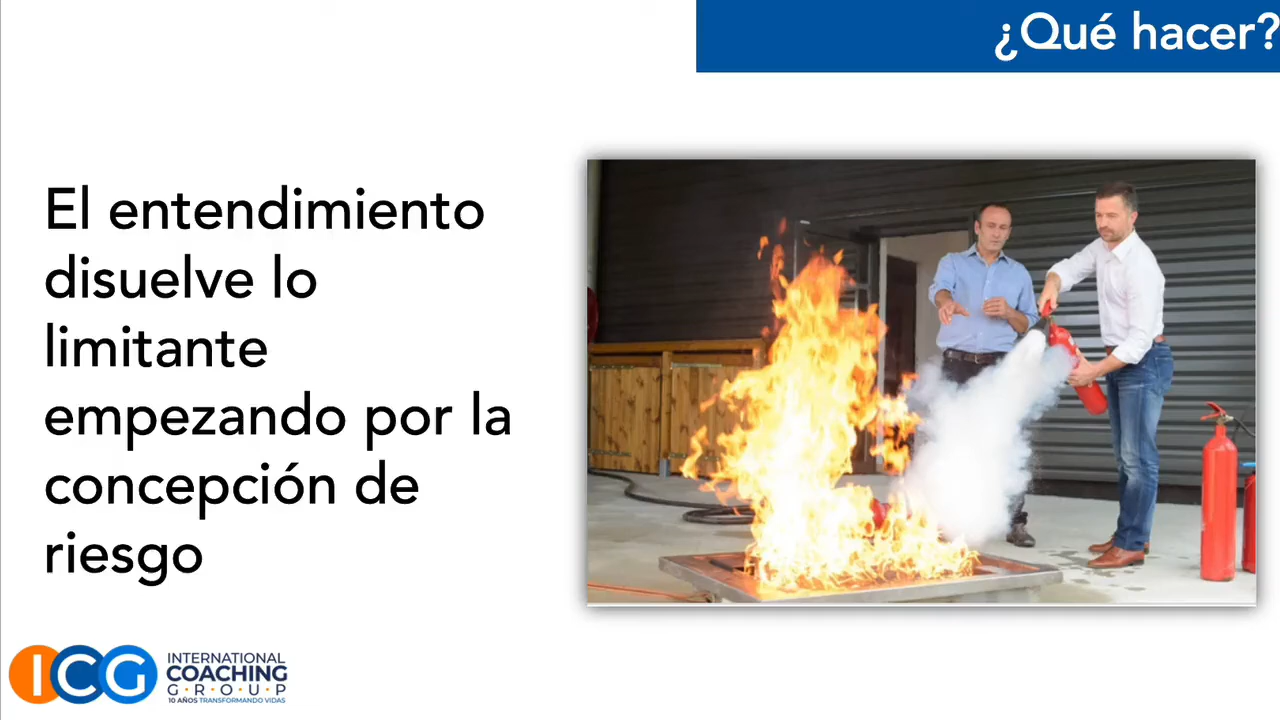 ¿Qué hacer?
El entendimiento
disuelve lo
limitante
empezando por la
concepción de
riesgo
ICG
INTERNATIONAL
COACHING
G·R·O·U·P
10 AÑOS TRANSFORMANDO VIDAS